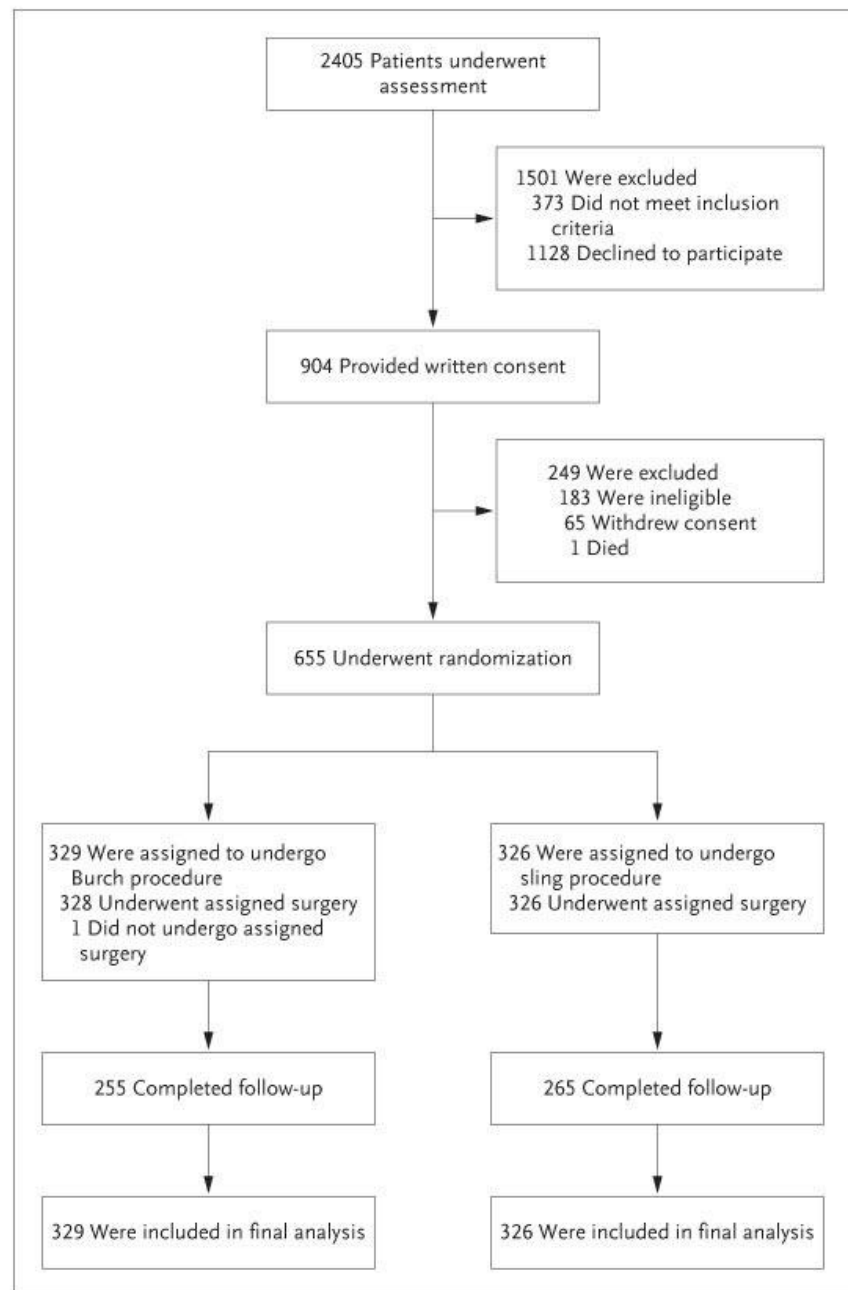 2405 Patients underwent
assessment
1501 Were excluded
373 Did not meet inclusion
criteria
1128 Declined to participate
904 Provided written consent
249 Were excluded
183 Were ineligible
65 Withdrew consent
1 Died
655 Underwent randomization
329 Were assigned to undergo
Burch procedure
328 Underwent assigned surgery
1 Did not undergo assigned
surgery
326 Were assigned to undergo
sling procedure
326 Underwent assigned surgery
255 Completed follow-up
265 Completed follow-up
329 Were included in final analysis
326 Were included in final analysis